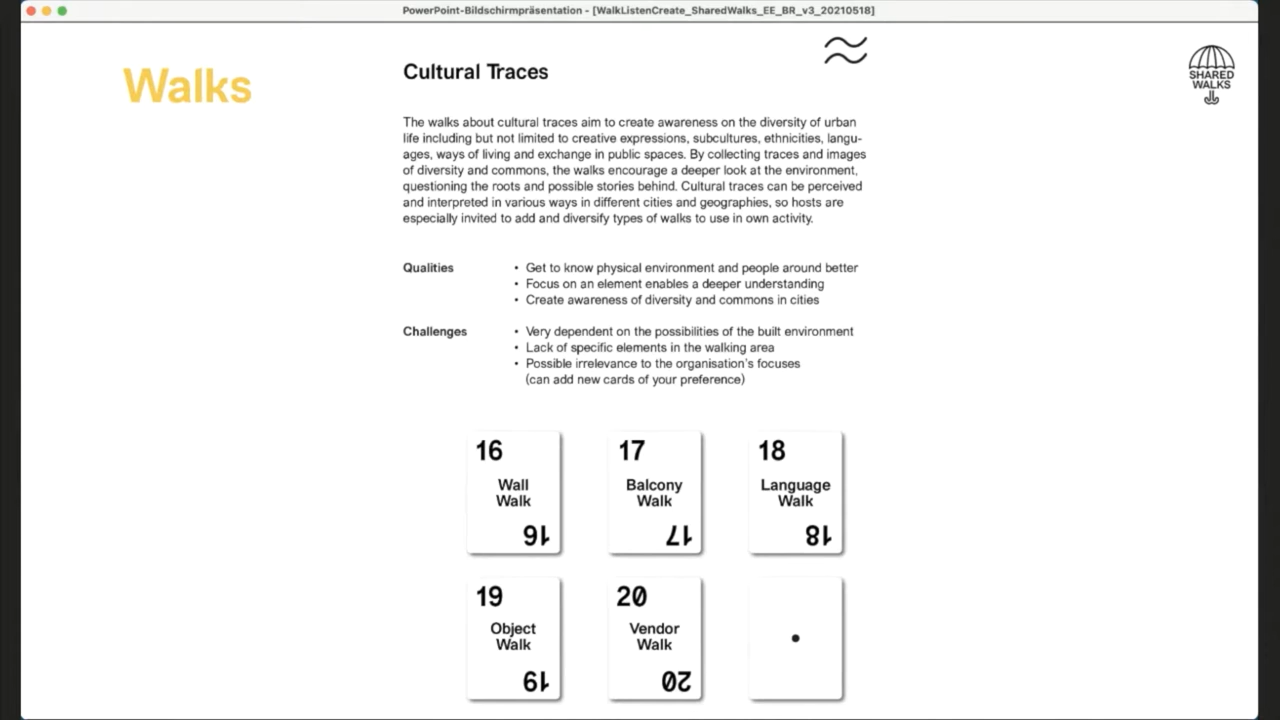 PowerPoint-Bildschirmpräsentation - [WalkListenCreate_SharedWalks_EE_BR_v3_20210518]
Walks
Cultural Traces
SHARED
WALKS
The walks about cultural traces aim to create awareness on the diversity of urban
life including but not limited to creative expressions, subcultures, ethnicities, langu-
ages, ways of living and exchange in public spaces. By collecting traces and images
of diversity and commons, the walks encourage a deeper look at the environment,
questioning the roots and possible stories behind. Cultural traces can be perceived
and interpreted in various ways in different cities and geographies, so hosts are
especially invited to add and diversify types of walks to use in own activity.
Qualities
• Get to know physical environment and people around better
• Focus on an element enables a deeper understanding
• Create awareness of diversity and commons in cities
Challenges
• Very dependent on the possibilities of the built environment
• Lack of specific elements in the walking area
• Possible irrelevance to the organisation's focuses
(can add new cards of your preference)
16
Wall
Walk
16
17
Balcony
Walk
17
18
Language
Walk
18
19
Object
Walk
19
20
Vendor
Walk
20